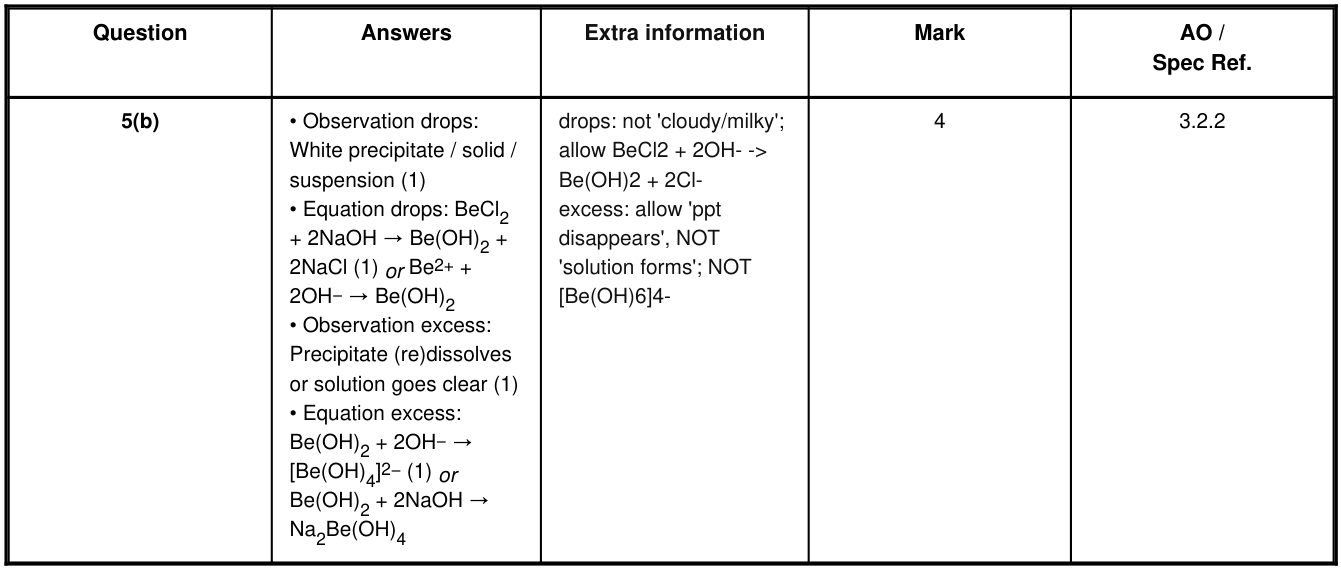 Question
Answers
Extra information
Mark
AO /
Spec Ref.
5(b)
• Observation drops:
White precipitate / solid /
suspension (1)
• Equation drops: BeCl₂
+ 2NaOH → Be(OH)₂ +
2NaCl (1) or Be²⁺ +
2OH⁻ → Be(OH)₂
• Observation excess:
Precipitate (re)dissolves
or solution goes clear (1)
• Equation excess:
Be(OH)₂ + 2OH⁻ →
[Be(OH)₄]²⁻ (1) or
Be(OH)₂ + 2NaOH →
Na₂Be(OH)₄
drops: not 'cloudy/milky';
allow BeCl2 + 2OH- ->
Be(OH)2 + 2Cl-
excess: allow 'ppt
disappears', NOT
'solution forms'; NOT
[Be(OH)6]4-
4
3.2.2